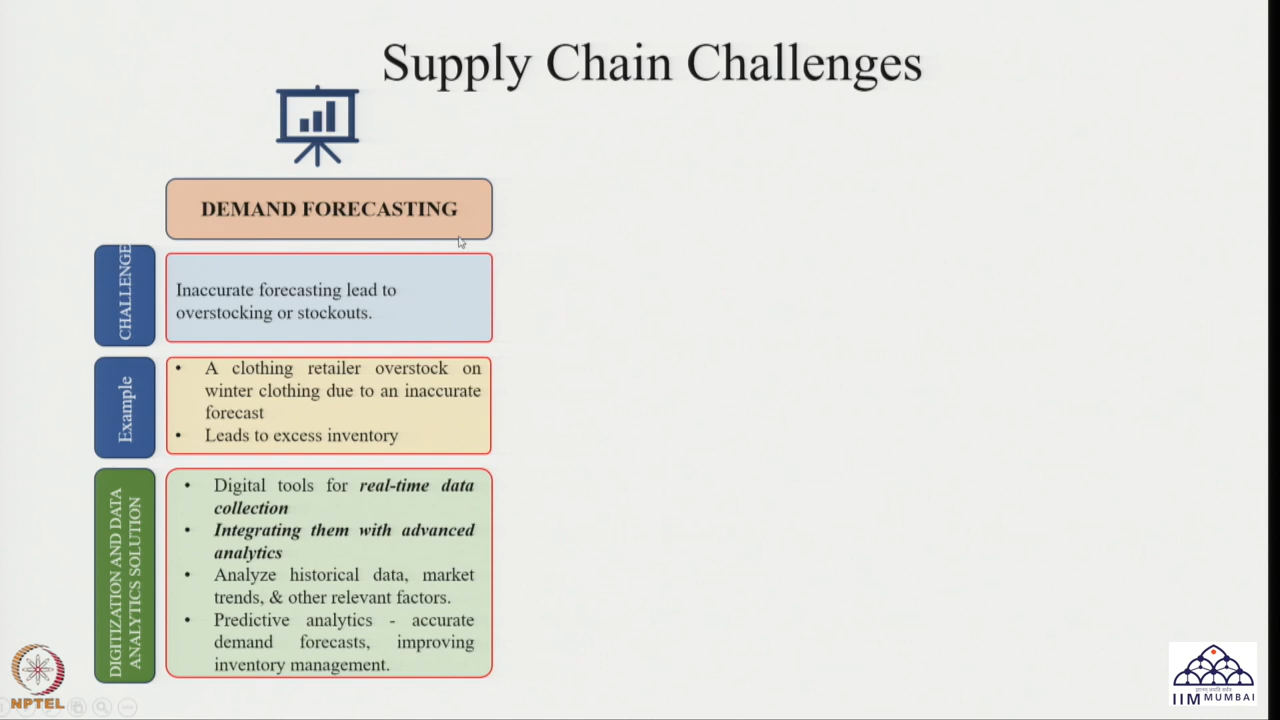 Supply Chain Challenges
DEMAND FORECASTING
CHALLENGE
Inaccurate forecasting lead to
overstocking or stockouts.
Example
• A clothing retailer overstock on
winter clothing due to an inaccurate
forecast
• Leads to excess inventory
DIGITIZATION AND DATA
ANALYTICS SOLUTION
• Digital tools for real-time data
collection
• Integrating them with advanced
analytics
• Analyze historical data, market
trends, & other relevant factors.
• Predictive analytics - accurate
demand forecasts, improving
inventory management.
NPTEL
IIM MUMBAI